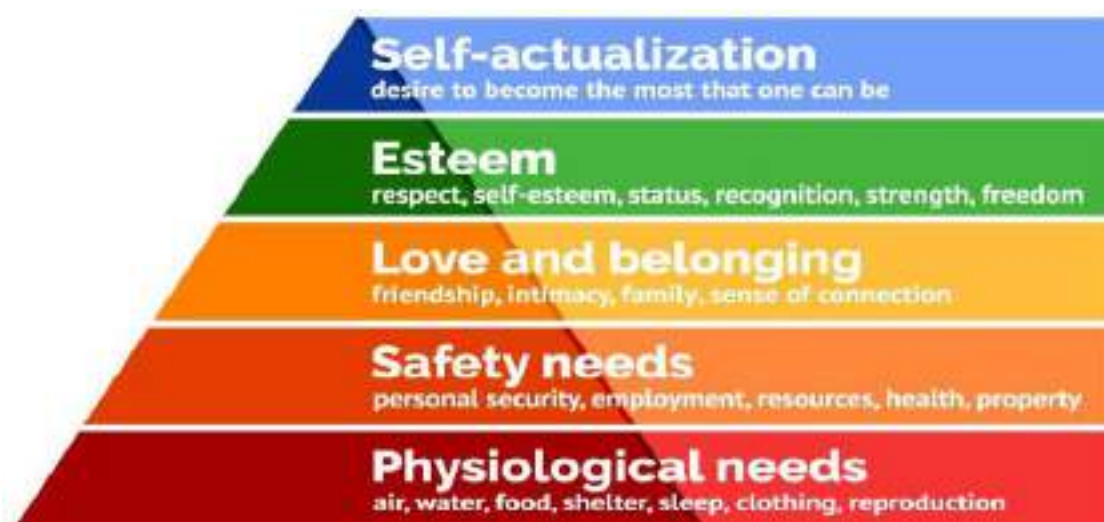 Self-actualization
desire to become the most that one can be
Esteem
respect, self-esteem, status, recognition, strength, freedom
Love and belonging
friendship, intimacy, family, sense of connection
Safety needs
personal security, employment, resources, health, property
Physiological needs
air, water, food, shelter, sleep, clothing, reproduction